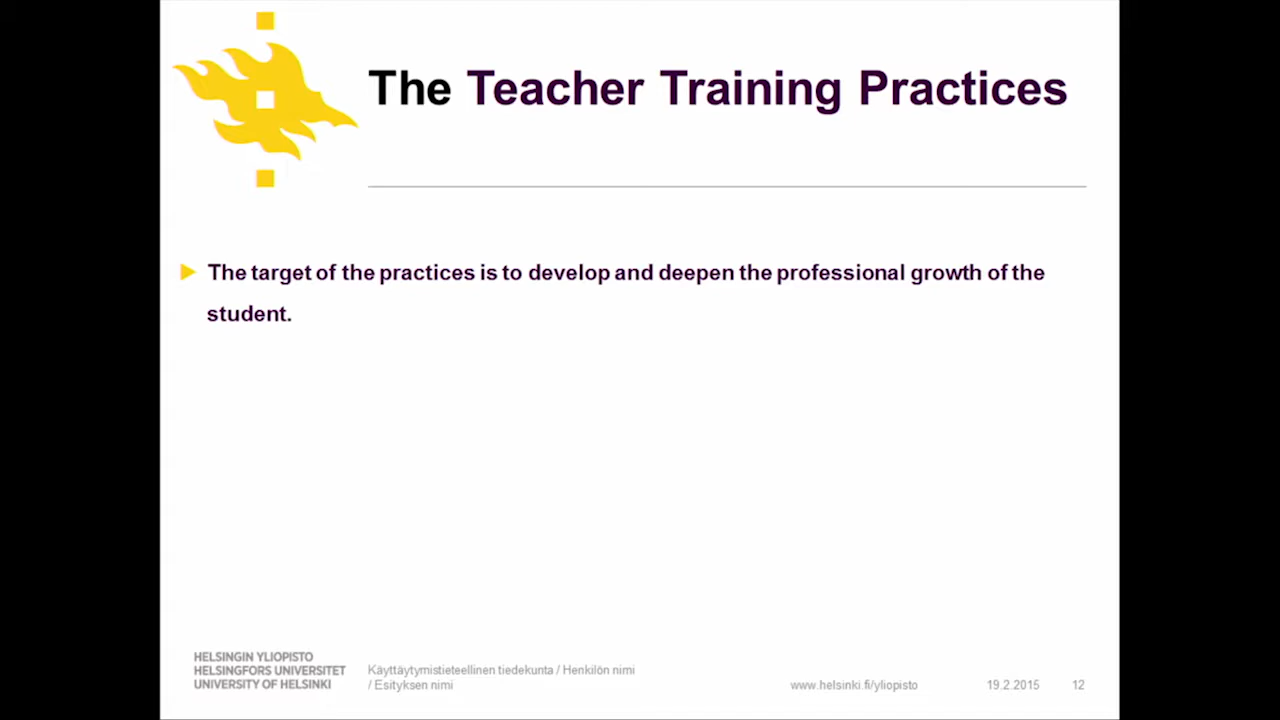 The Teacher Training Practices
The target of the practices is to develop and deepen the professional growth of the
student.
HELSINGIN YLIOPISTO
HELSINGFORS UNIVERSITET
UNIVERSITY OF HELSINKI
Käyttäytymistieteellinen tiedekunta / Henkilön nimi
/ Esityksen nimi
www.helsinki.fi/yliopisto
19.2.2015
12